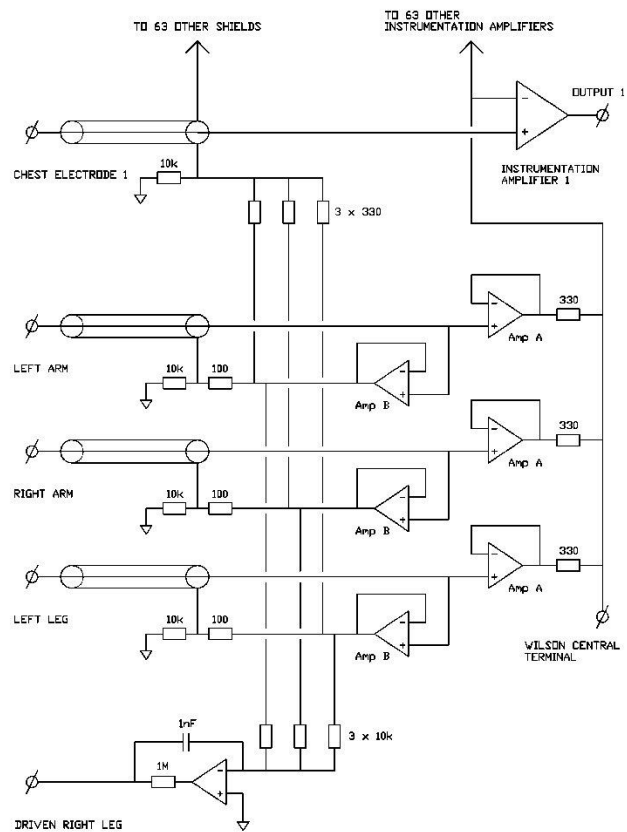 TO 63 OTHER SHIELDS
TO 63 OTHER
INSTRUMENTATION AMPLIFIERS
OUTPUT 1
-
+
CHEST ELECTRODE 1
10k
INSTRUMENTATION
AMPLIFIER 1
3 x 330
330
-
+
Amp A
LEFT ARM
10k
100
-
+
Amp B
330
-
+
Amp A
RIGHT ARM
10k
100
-
+
Amp B
330
-
+
Amp A
LEFT LEG
10k
100
-
+
Amp B
WILSON CENTRAL
TERMINAL
1nF
3 x 10k
1M
-
+
DRIVEN RIGHT LEG